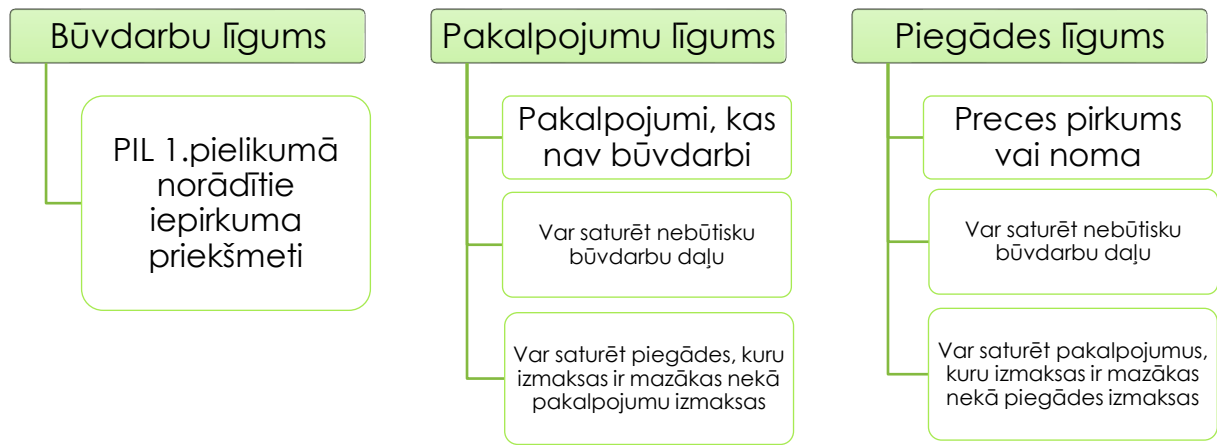 Būvdarbu līgums
PIL 1.pielikumā
norādītie
iepirkuma
priekšmeti
Pakalpojumu līgums
Pakalpojumi, kas
nav būvdarbi
Var saturēt nebūtisku
būvdarbu daļu
Var saturēt piegādes, kuru
izmaksas ir mazākas nekā
pakalpojumu izmaksas
Piegādes līgums
Preces pirkums
vai noma
Var saturēt nebūtisku
būvdarbu daļu
Var saturēt pakalpojumus,
kuru izmaksas ir mazākas
nekā piegādes izmaksas